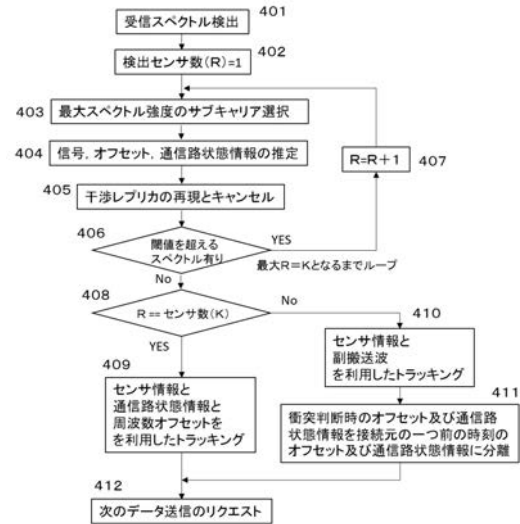 401
受信スペクトル検出
402
検出センサ数(R)=1
403
最大スペクトル強度のサブキャリア選択
404
信号, オフセット, 通信路状態情報の推定
407
R=R+1
405
干渉レプリカの再現とキャンセル
406
閾値を超える
スペクトル有り
YES
最大R=Kとなるまでループ
No
408
R == センサ数(K)
No
YES
410
センサ情報と
副搬送波
を利用したトラッキング
409
センサ情報と
通信路状態情報と
周波数オフセットを
を利用したトラッキング
411
衝突判断時のオフセット及び通信路
状態情報を接続元の一つ前の時刻の
オフセット及び通信路状態情報に分離
412
次のデータ送信のリクエスト